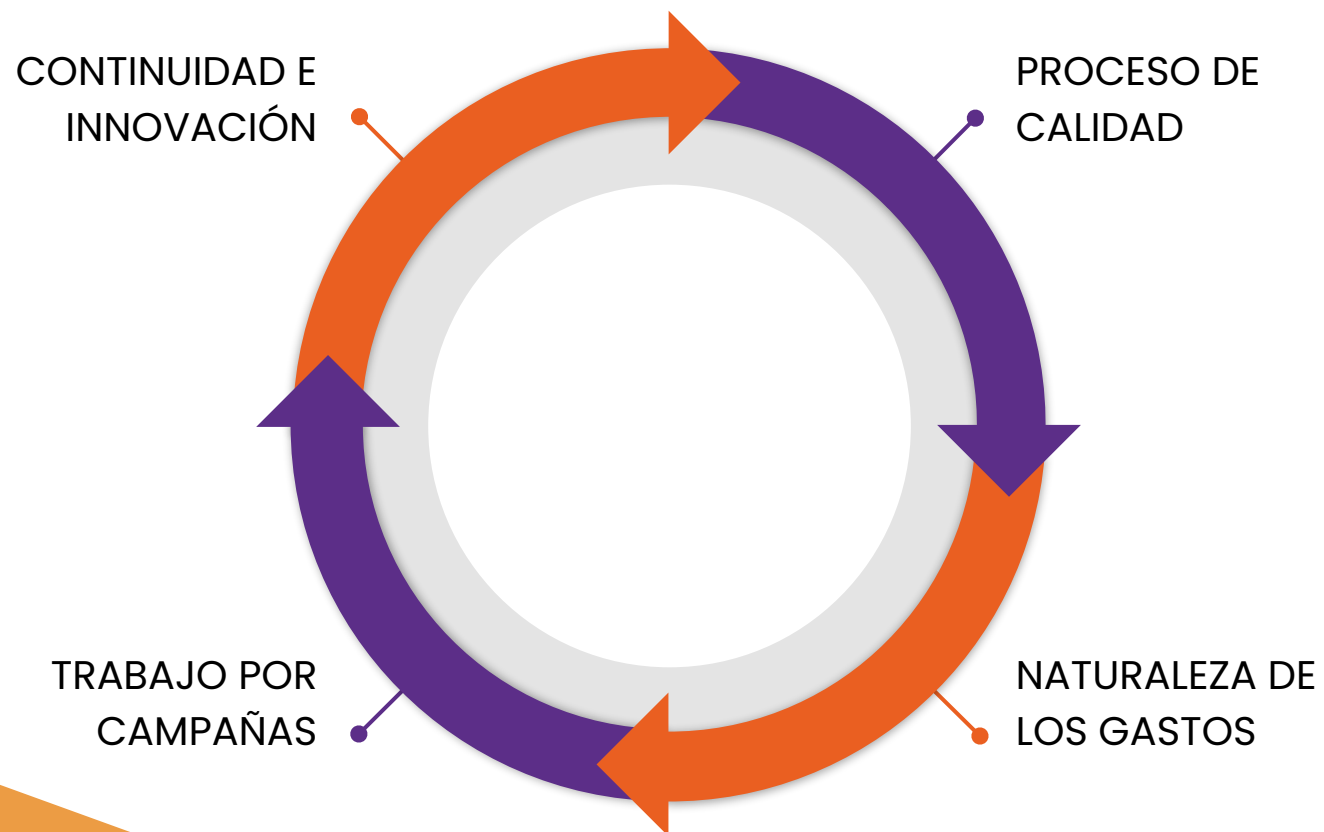 CONTINUIDAD E
INNOVACIÓN
PROCESO DE
CALIDAD
TRABAJO POR
CAMPAÑAS
NATURALEZA DE
LOS GASTOS